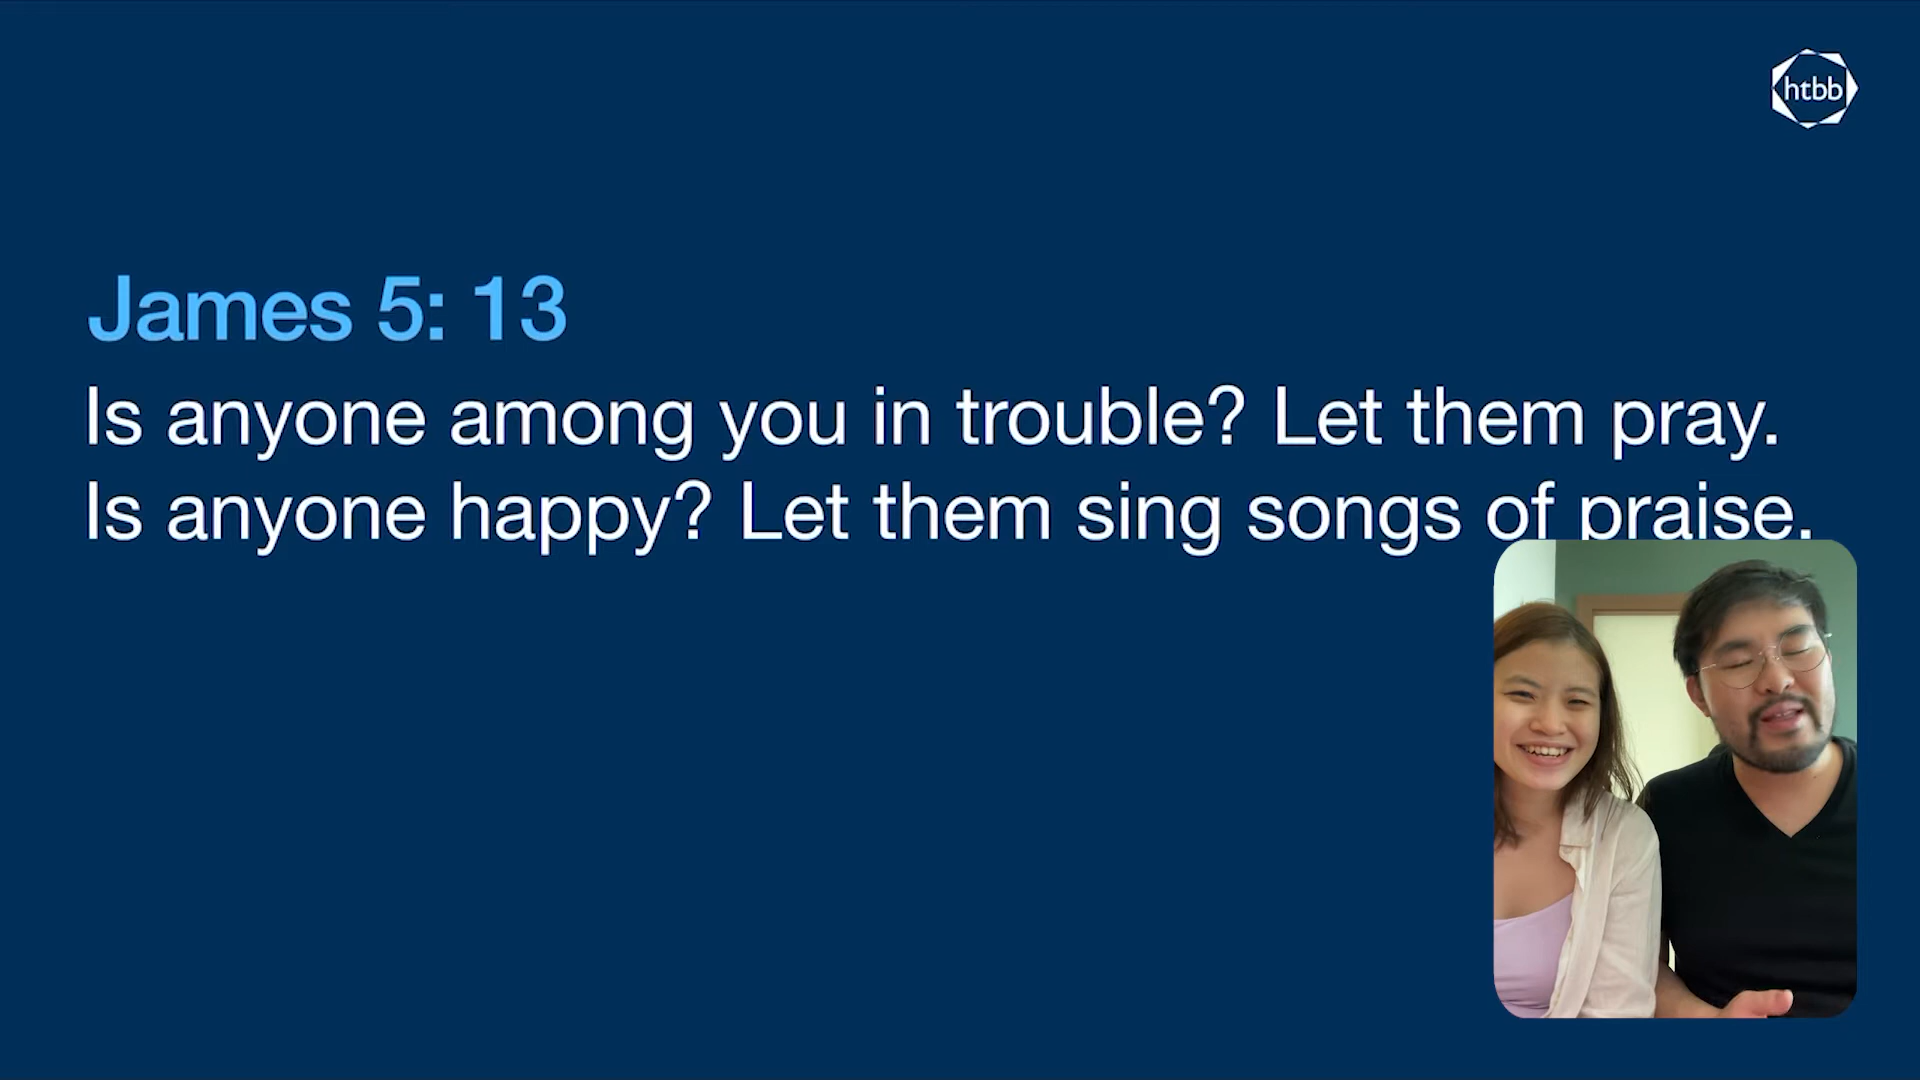 htbb
James 5: 13
Is anyone among you in trouble? Let them pray.
Is anyone happy? Let them sing songs of praise.